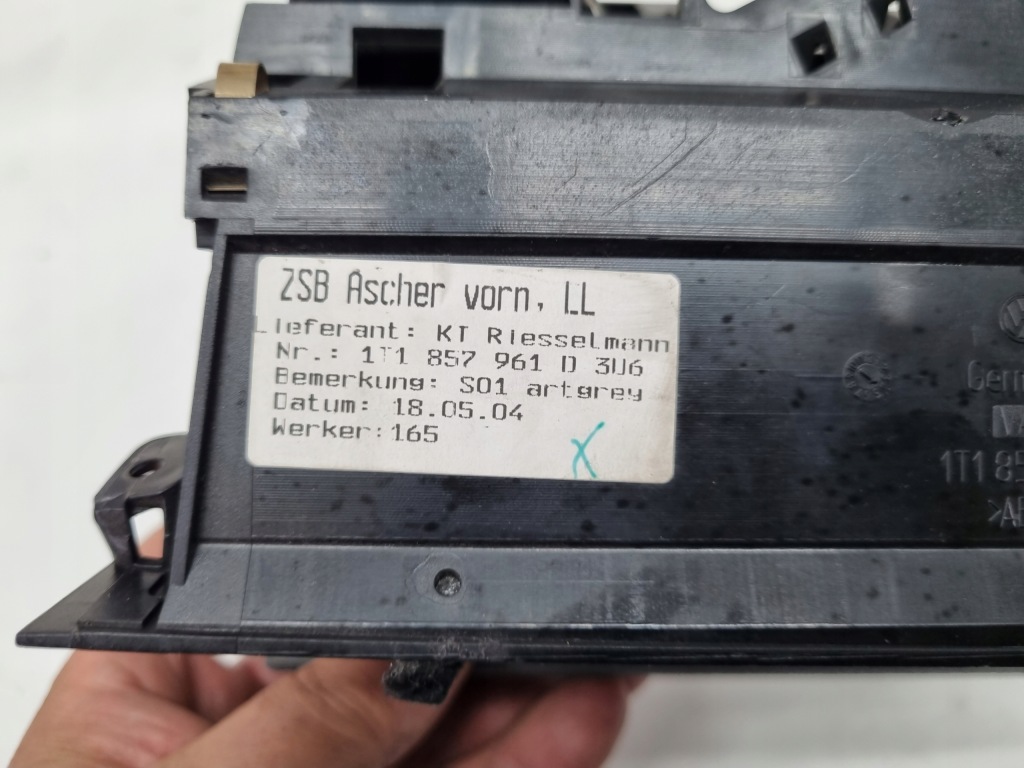 ZSB Ascher vorn, LL
Lieferant: KT Riesselmann
Nr.: 1T1 857 961 D 3U6
Bemerkung: S01 artgrey
Datum: 18.05.04
Werker:165
X
1T1